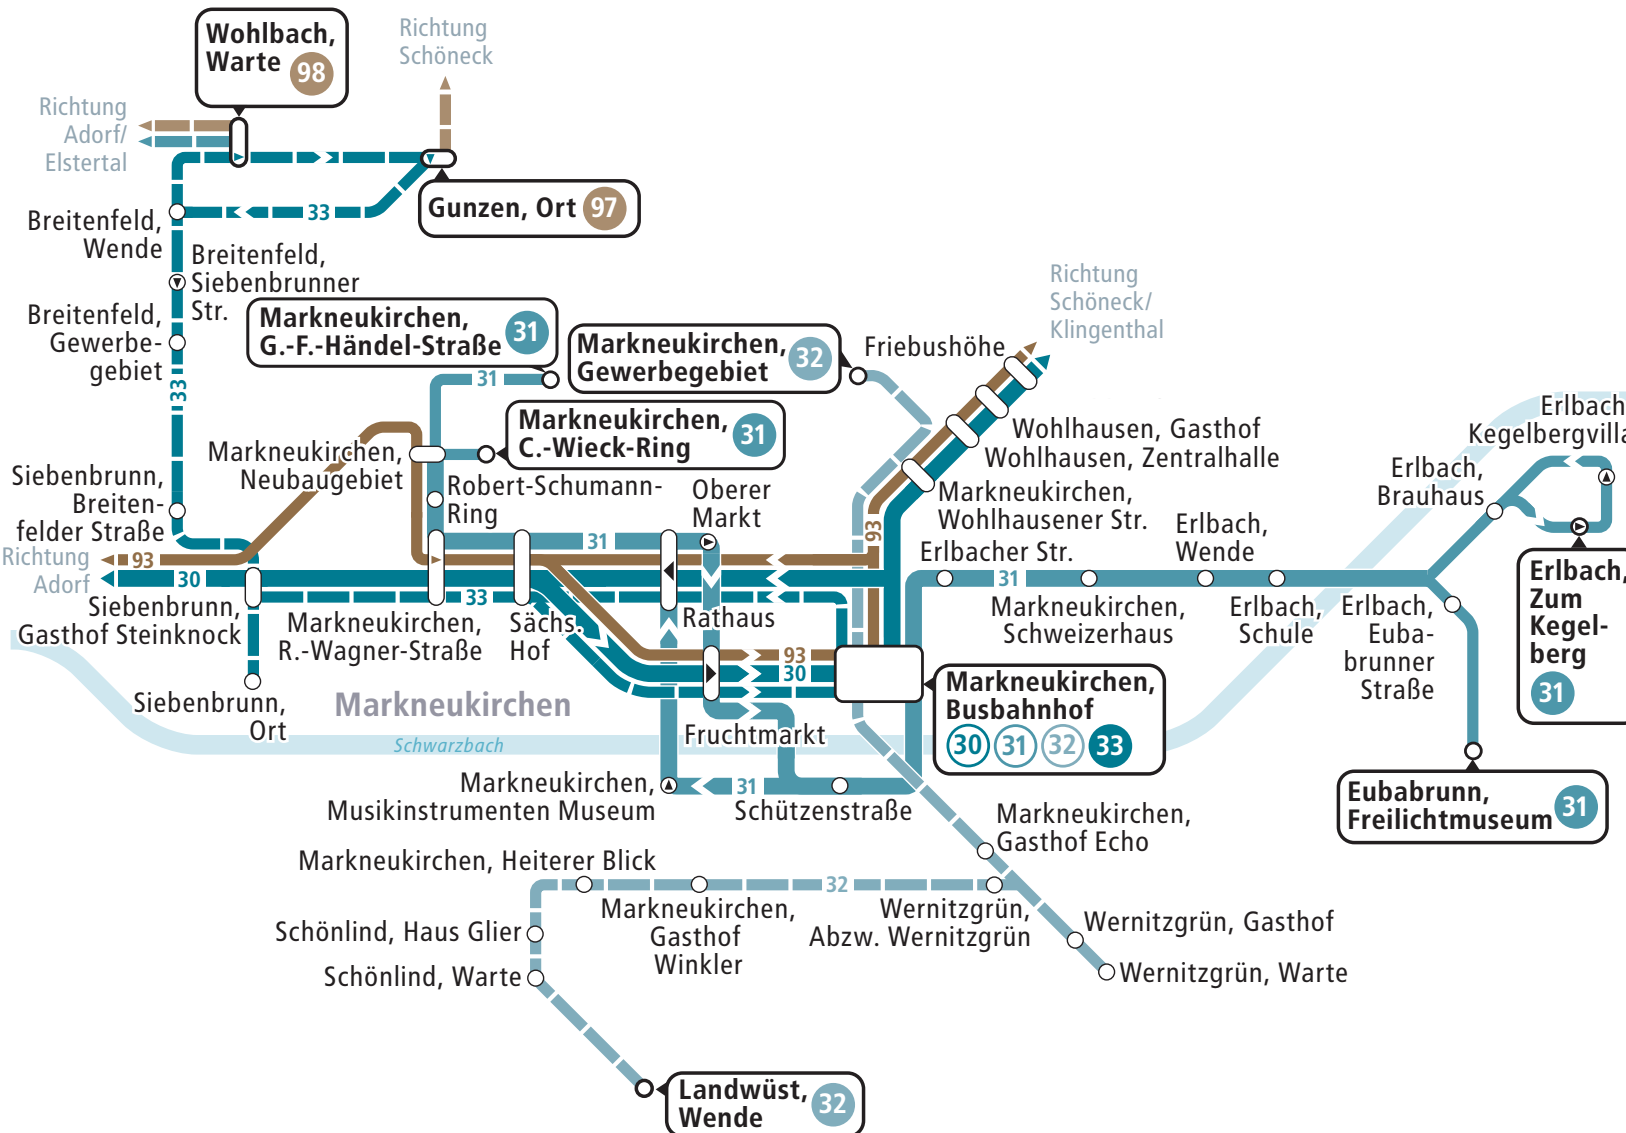 Wohlbach,
Warte 98
Richtung
Schöneck
Richtung
Adorf/
Elstertal
Gunzen, Ort 97
33
Breitenfeld,
Wende
Breitenfeld,
Siebenbrunner
Str.
Breitenfeld,
Gewerbe-
gebiet
33
Markneukirchen,
G.-F.-Händel-Straße 31
31
Markneukirchen,
Gewerbegebiet 32
Friebushöhe
Richtung
Schöneck/
Klingenthal
Markneukirchen,
C.-Wieck-Ring 31
Markneukirchen,
Neubaugebiet
Robert-Schumann-
Ring
Oberer
Markt
Wohlhausen, Gasthof
Wohlhausen, Zentralhalle
Markneukirchen,
Wohlhausener Str.
Erlbach
Kegelbergvilla
Erlbach,
Brauhaus
Siebenbrunn,
Breiten-
felder Straße
Richtung
Adorf
93
30
31
93
Erlbacher Str.
31
Erlbach,
Wende
Siebenbrunn,
Gasthof Steinknock
Markneukirchen,
R.-Wagner-Straße
33
Sächs.
Hof
Rathaus
Markneukirchen,
Schweizerhaus
Erlbach,
Schule
Erlbach,
Euba-
brunner
Straße
Erlbach,
Zum
Kegel-
berg
31
93
30
Siebenbrunn,
Ort
Markneukirchen
Schwarzbach
Fruchtmarkt
Markneukirchen,
Busbahnhof
30 31 32 33
Markneukirchen,
Musikinstrumenten Museum
31
Schützenstraße
Eubabrunn,
Freilichtmuseum 31
Markneukirchen,
Gasthof Echo
Markneukirchen, Heiterer Blick
32
Markneukirchen,
Gasthof
Winkler
Wernitzgrün,
Abzw. Wernitzgrün
Wernitzgrün, Gasthof
Wernitzgrün, Warte
Schönlind, Haus Glier
Schönlind, Warte
Landwüst,
Wende 32